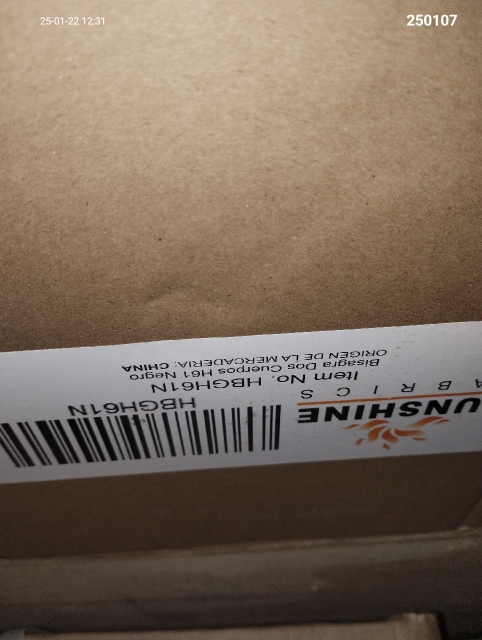 25-01-22 12:31
250107
UNSHINE
ABRICS
HBGH61N
Item No. HBGH61N
Bisagra Dos Cuerpos H61 Negro
ORIGEN DE LA MERCADERIA: CHINA